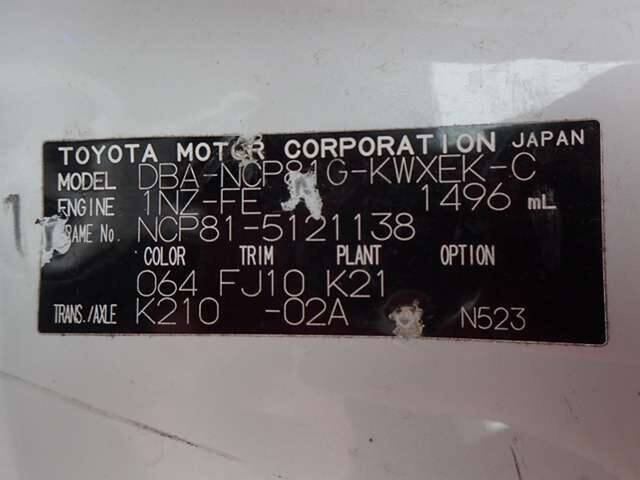 TOYOTA MOTOR CORPORATION JAPAN
MODEL DBA-NCP81G-KWXEK-C
ENGINE 1NZ-FE 1496 mL
FRAME No. NCP81-5121138
COLOR TRIM PLANT OPTION
064 FJ10 K21
TRANS./AXLE K210 -02A N523